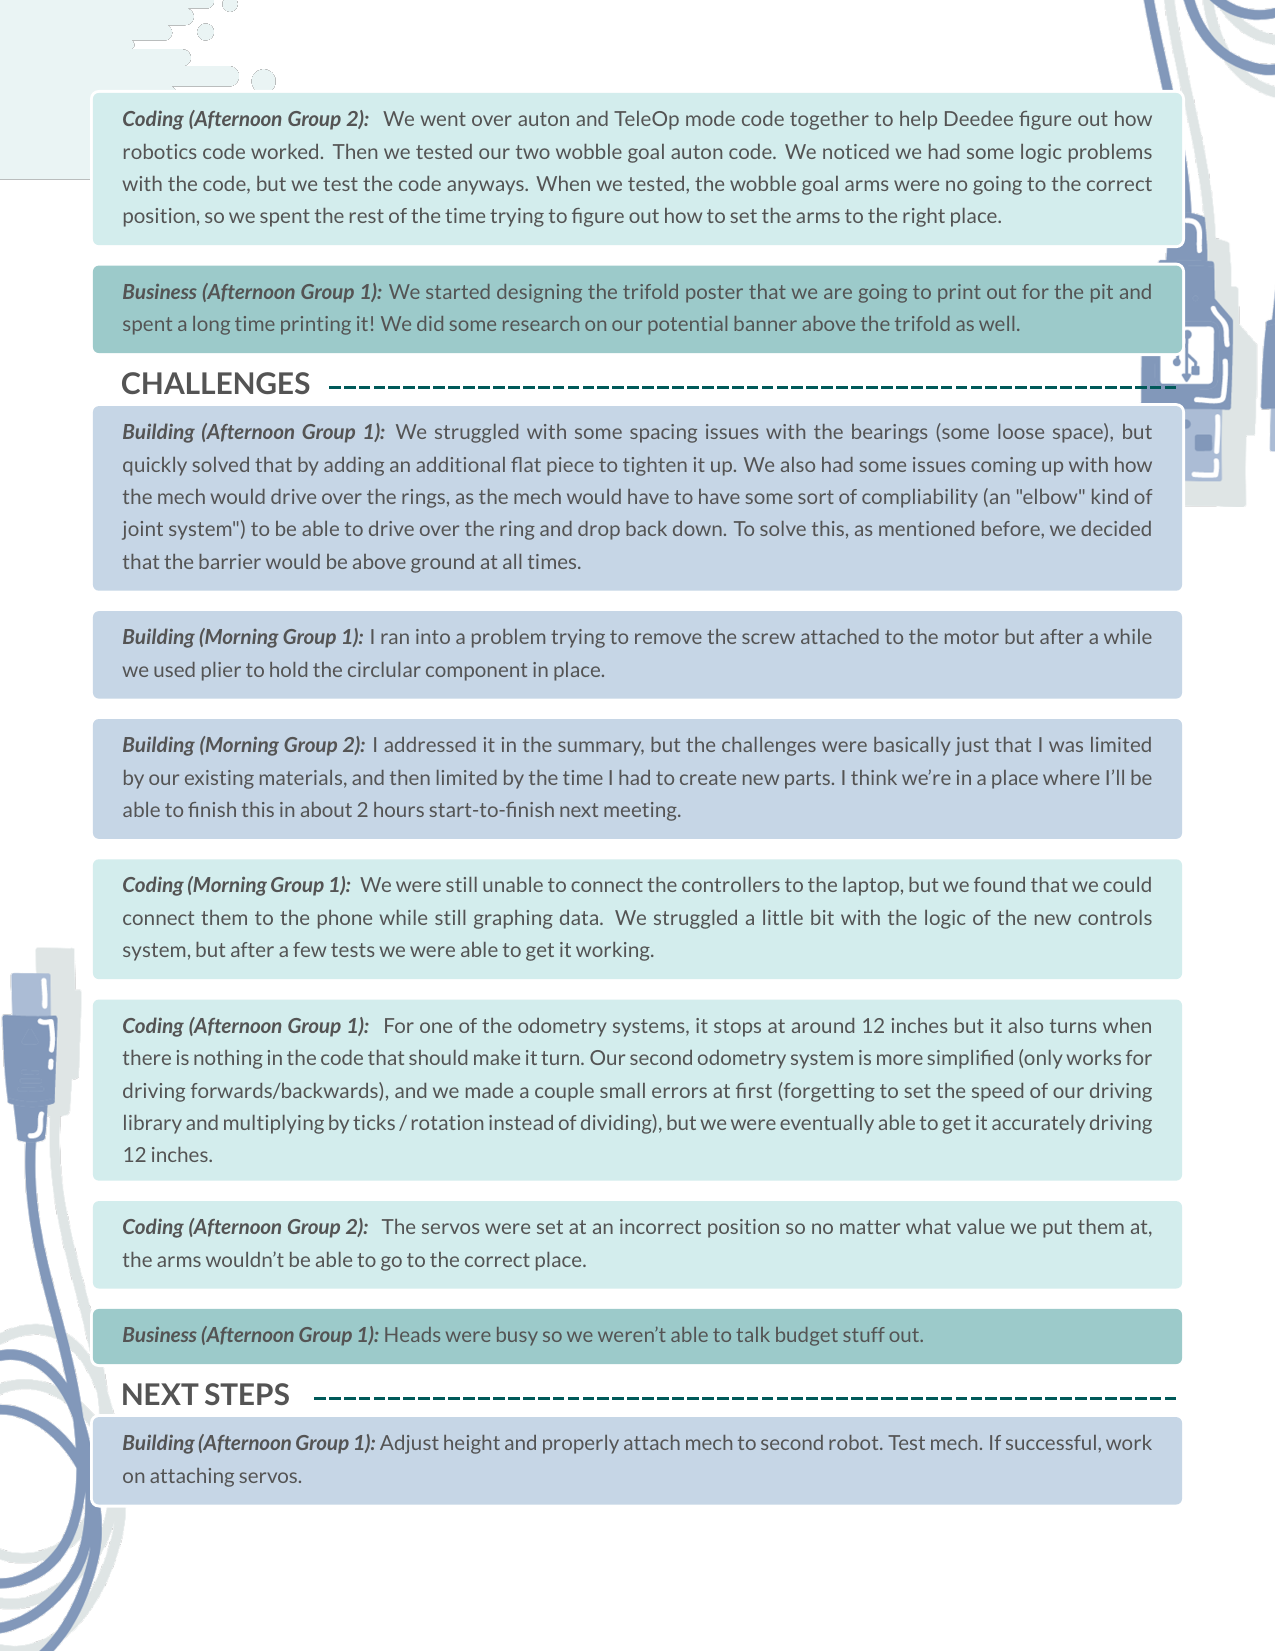 Coding (Afternoon Group 2): We went over auton and TeleOp mode code together to help Deedee figure out how
robotics code worked. Then we tested our two wobble goal auton code. We noticed we had some logic problems
with the code, but we test the code anyways. When we tested, the wobble goal arms were no going to the correct
position, so we spent the rest of the time trying to figure out how to set the arms to the right place.
Business (Afternoon Group 1): We started designing the trifold poster that we are going to print out for the pit and
spent a long time printing it! We did some research on our potential banner above the trifold as well.
CHALLENGES
Building (Afternoon Group 1): We struggled with some spacing issues with the bearings (some loose space), but
quickly solved that by adding an additional flat piece to tighten it up. We also had some issues coming up with how
the mech would drive over the rings, as the mech would have to have some sort of compliability (an "elbow" kind of
joint system") to be able to drive over the ring and drop back down. To solve this, as mentioned before, we decided
that the barrier would be above ground at all times.
Building (Morning Group 1): I ran into a problem trying to remove the screw attached to the motor but after a while
we used plier to hold the circlular component in place.
Building (Morning Group 2): I addressed it in the summary, but the challenges were basically just that I was limited
by our existing materials, and then limited by the time I had to create new parts. I think we’re in a place where I’ll be
able to finish this in about 2 hours start-to-finish next meeting.
Coding (Morning Group 1): We were still unable to connect the controllers to the laptop, but we found that we could
connect them to the phone while still graphing data. We struggled a little bit with the logic of the new controls
system, but after a few tests we were able to get it working.
Coding (Afternoon Group 1): For one of the odometry systems, it stops at around 12 inches but it also turns when
there is nothing in the code that should make it turn. Our second odometry system is more simplified (only works for
driving forwards/backwards), and we made a couple small errors at first (forgetting to set the speed of our driving
library and multiplying by ticks / rotation instead of dividing), but we were eventually able to get it accurately driving
12 inches.
Coding (Afternoon Group 2): The servos were set at an incorrect position so no matter what value we put them at,
the arms wouldn’t be able to go to the correct place.
Business (Afternoon Group 1): Heads were busy so we weren’t able to talk budget stuff out.
NEXT STEPS
Building (Afternoon Group 1): Adjust height and properly attach mech to second robot. Test mech. If successful, work
on attaching servos.